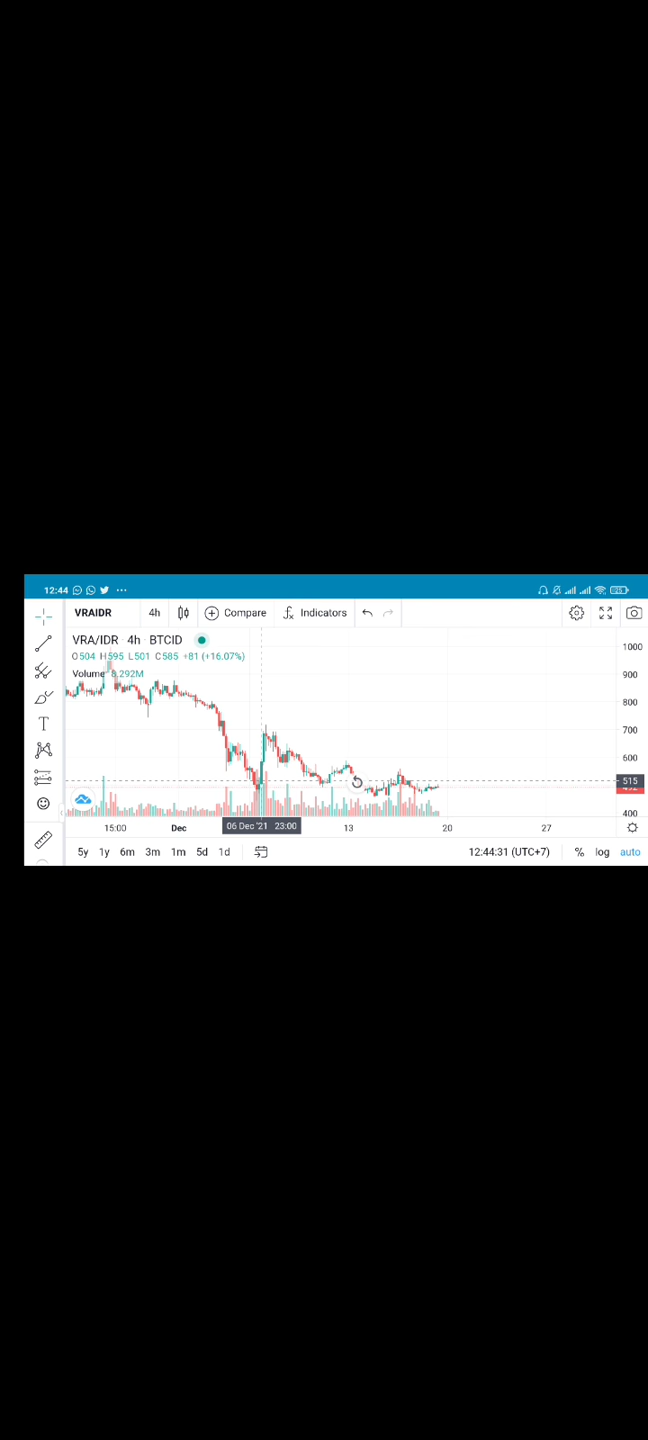 12:44
VRAIDR 4h Compare Indicators
VRA/IDR · 4h · BTCID
O504 H595 L501 C585 +81 (+16.07%)
Volume 8.292M
1000
900
800
700
600
515
400
15:00 Dec 06 Dec '21 23:00 13 20 27
5y 1y 6m 3m 1m 5d 1d 12:44:31 (UTC+7) % log auto